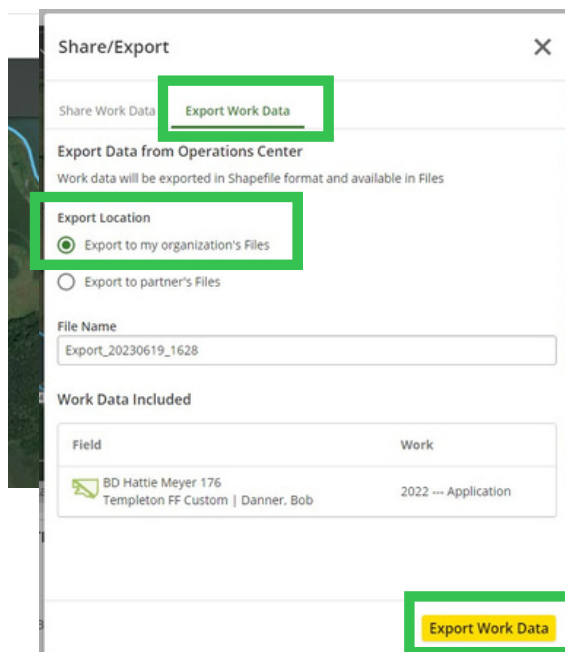 Share/Export
Share Work Data Export Work Data
Export Data from Operations Center
Work data will be exported in Shapefile format and available in Files
Export Location
Export to my organization's Files
Export to partner's Files
File Name
Export_20230619_1628
Work Data Included
Field Work
BD Hattie Meyer 176
Templeton FF Custom | Danner, Bob
2022 --- Application
Export Work Data